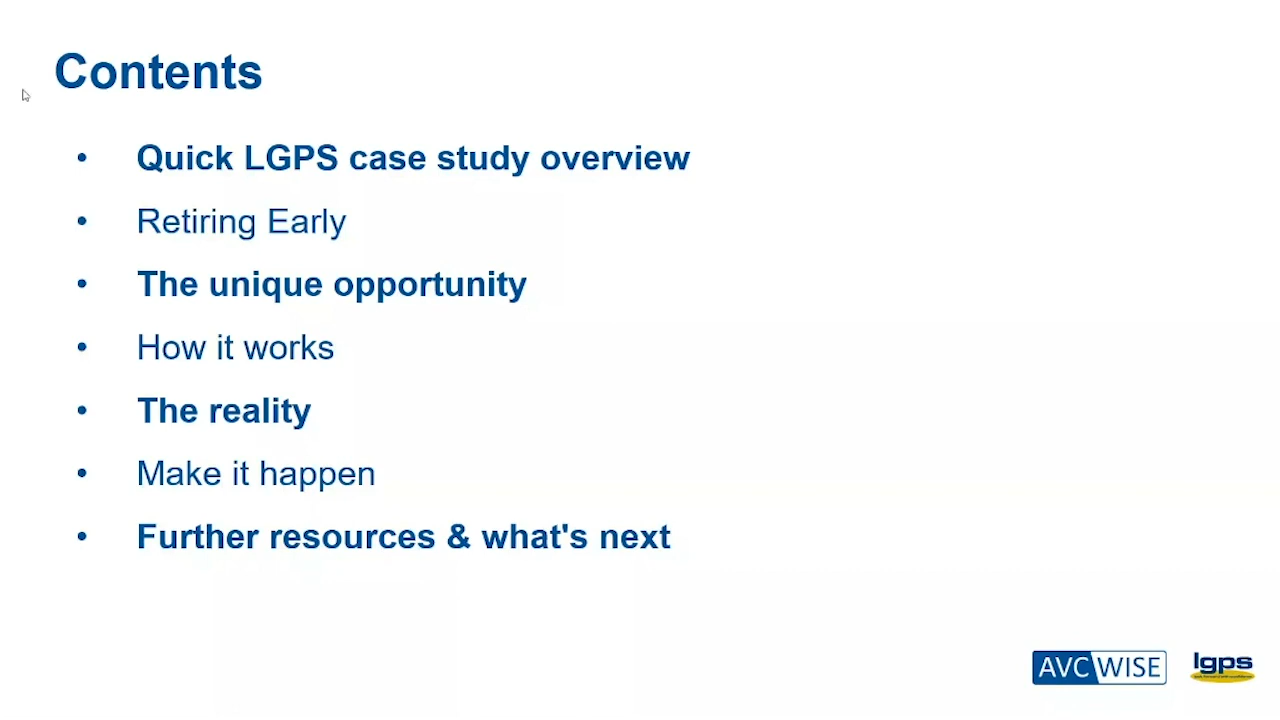 Contents
• Quick LGPS case study overview
• Retiring Early
• The unique opportunity
• How it works
• The reality
• Make it happen
• Further resources & what's next
AVC WISE
lgps